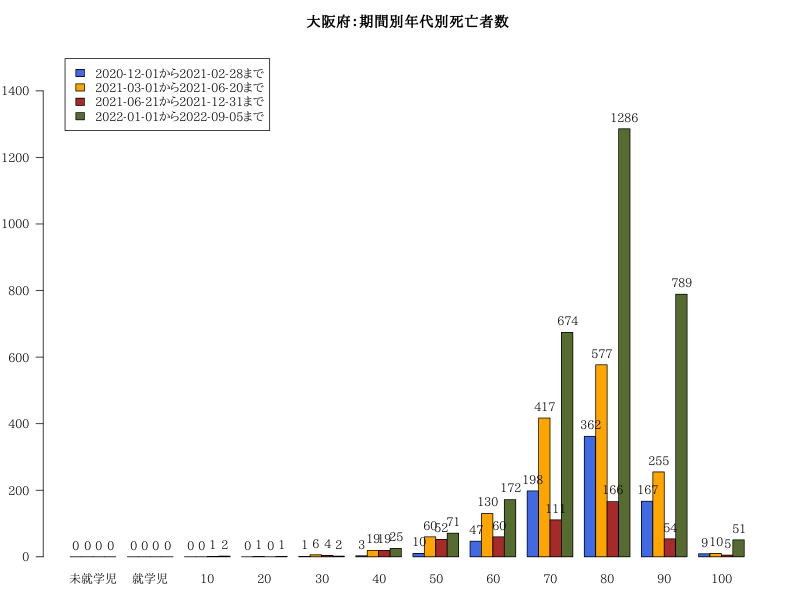 大阪府:期間別年代別死亡者数
2020-12-01から2021-02-28まで
2021-03-01から2021-06-20まで
2021-06-21から2021-12-31まで
2022-01-01から2022-09-05まで
1400
1200
1000
800
600
400
200
0
0 0 0 0
0 0 0 0
0 0 1 2
0 1 0 1
1 6 4 2
3 19 19 25
10 60 52 71
47 130 60 172
198 417 111 674
362 577 166 1286
167 255 54 789
9 10 5 51
未就学児 就学児 10 20 30 40 50 60 70 80 90 100